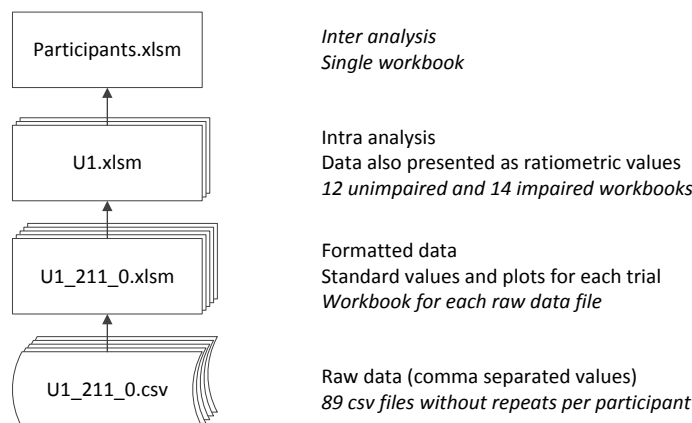 Participants.xlsm
Inter analysis
Single workbook
U1.xlsm
Intra analysis
Data also presented as ratiometric values
12 unimpaired and 14 impaired workbooks
U1_211_0.xlsm
Formatted data
Standard values and plots for each trial
Workbook for each raw data file
U1_211_0.csv
Raw data (comma separated values)
89 csv files without repeats per participant